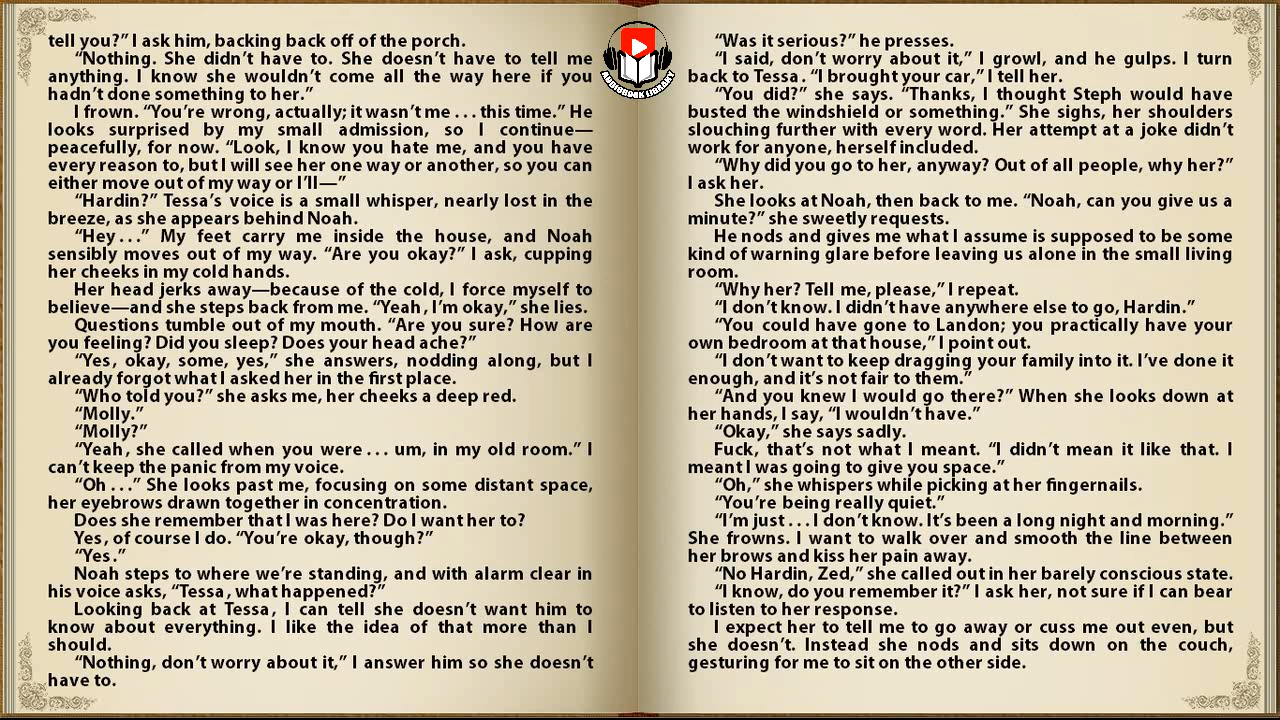 tell you?” I ask him, backing back off of the porch.
“Nothing. She didn’t have to. She doesn’t have to tell me
anything. I know she wouldn’t come all the way here if you
hadn’t done something to her.”
I frown. “You’re wrong, actually; it wasn’t me . . . this time.” He
looks surprised by my small admission, so I continue—
peacefully, for now. “Look, I know you hate me, and you have
every reason to, but I will see her one way or another, so you can
either move out of my way or I’ll—”
“Hardin?” Tessa’s voice is a small whisper, nearly lost in the
breeze, as she appears behind Noah.
“Hey . . .” My feet carry me inside the house, and Noah
sensibly moves out of my way. “Are you okay?” I ask, cupping
her cheeks in my cold hands.
Her head jerks away—because of the cold, I force myself to
believe—and she steps back from me. “Yeah, I’m okay,” she lies.
Questions tumble out of my mouth. “Are you sure? How are
you feeling? Did you sleep? Does your head ache?”
“Yes, okay, some, yes,” she answers, nodding along, but I
already forgot what I asked her in the first place.
“Who told you?” she asks me, her cheeks a deep red.
“Molly.”
“Molly?”
“Yeah, she called when you were . . . um, in my old room.” I
can’t keep the panic from my voice.
“Oh . . .” She looks past me, focusing on some distant space,
her eyebrows drawn together in concentration.
Does she remember that I was here? Do I want her to?
Yes, of course I do. “You’re okay, though?”
“Yes.”
Noah steps to where we’re standing, and with alarm clear in
his voice asks, “Tessa, what happened?”
Looking back at Tessa, I can tell she doesn’t want him to
know about everything. I like the idea of that more than I
should.
“Nothing, don’t worry about it,” I answer him so she doesn’t
have to.
AUDIOBOOK LIBRARY
“Was it serious?” he presses.
“I said, don’t worry about it,” I growl, and he gulps. I turn
back to Tessa. “I brought your car,” I tell her.
“You did?” she says. “Thanks, I thought Steph would have
busted the windshield or something.” She sighs, her shoulders
slouching further with every word. Her attempt at a joke didn’t
work for anyone, herself included.
“Why did you go to her, anyway? Out of all people, why her?”
I ask her.
She looks at Noah, then back to me. “Noah, can you give us a
minute?” she sweetly requests.
He nods and gives me what I assume is supposed to be some
kind of warning glare before leaving us alone in the small living
room.
“Why her? Tell me, please,” I repeat.
“I don’t know. I didn’t have anywhere else to go, Hardin.”
“You could have gone to Landon; you practically have your
own bedroom at that house,” I point out.
“I don’t want to keep dragging your family into it. I’ve done it
enough, and it’s not fair to them.”
“And you knew I would go there?” When she looks down at
her hands, I say, “I wouldn’t have.”
“Okay,” she says sadly.
Fuck, that’s not what I meant. “I didn’t mean it like that. I
meant I was going to give you space.”
“Oh,” she whispers while picking at her fingernails.
“You’re being really quiet.”
“I’m just . . . I don’t know. It’s been a long night and morning.”
She frowns. I want to walk over and smooth the line between
her brows and kiss her pain away.
“No Hardin, Zed,” she called out in her barely conscious state.
“I know, do you remember it?” I ask her, not sure if I can bear
to listen to her response.
I expect her to tell me to go away or cuss me out even, but
she doesn’t. Instead she nods and sits down on the couch,
gesturing for me to sit on the other side.